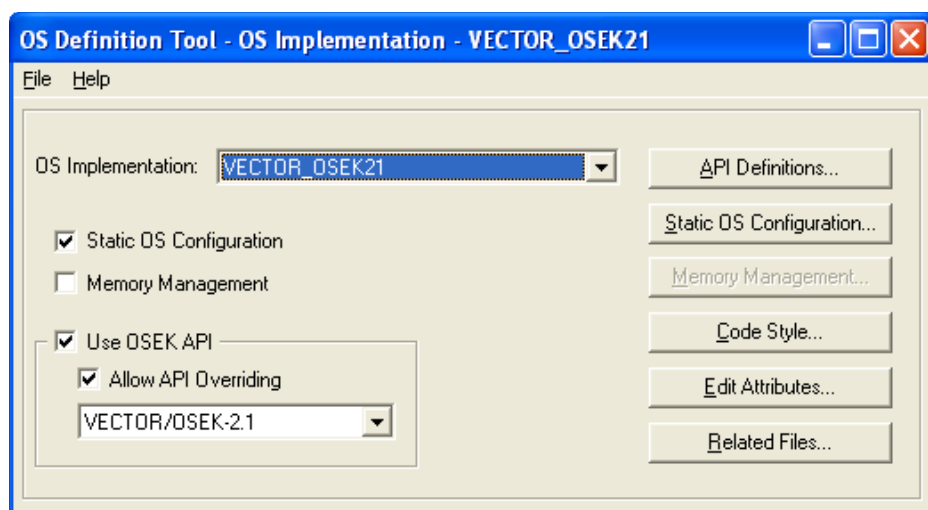 OS Definition Tool - OS Implementation - VECTOR_OSEK21
File Help
OS Implementation: VECTOR_OSEK21
API Definitions...
Static OS Configuration
Static OS Configuration...
Memory Management
Memory Management...
Use OSEK API
Code Style...
Allow API Overriding
Edit Attributes...
VECTOR/OSEK-2.1
Related Files...